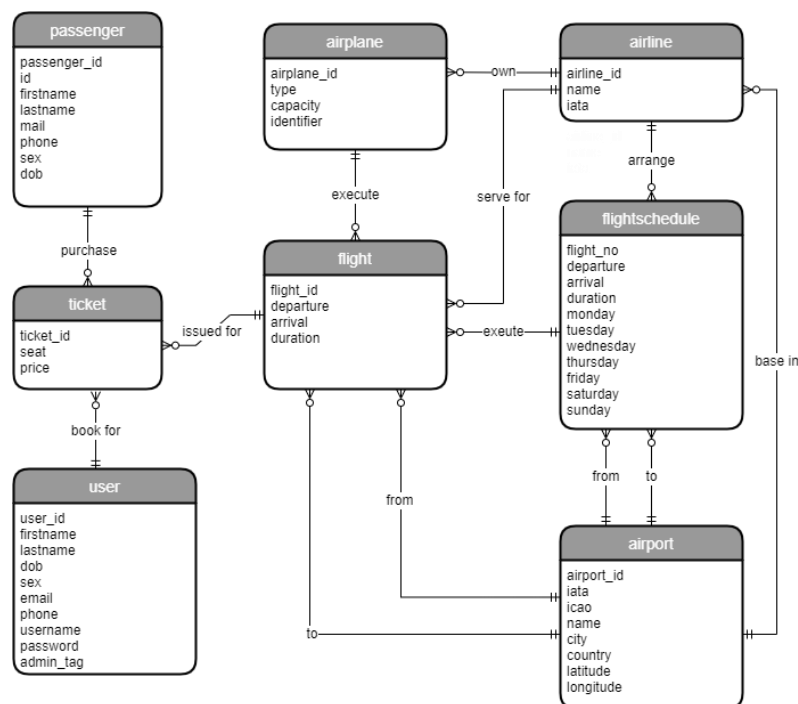 passenger
passenger_id
id
firstname
lastname
mail
phone
sex
dob
airplane
airplane_id
type
capacity
identifier
own
airline
airline_id
name
iata
execute
serve for
arrange
purchase
ticket
ticket_id
seat
price
issued for
flight
flight_id
departure
arrival
duration
exeute
flightschedule
flight_no
departure
arrival
duration
monday
tuesday
wednesday
thursday
friday
saturday
sunday
base in
book for
user
user_id
firstname
lastname
dob
sex
email
phone
username
password
admin_tag
from
to
from
to
airport
airport_id
iata
icao
name
city
country
latitude
longitude